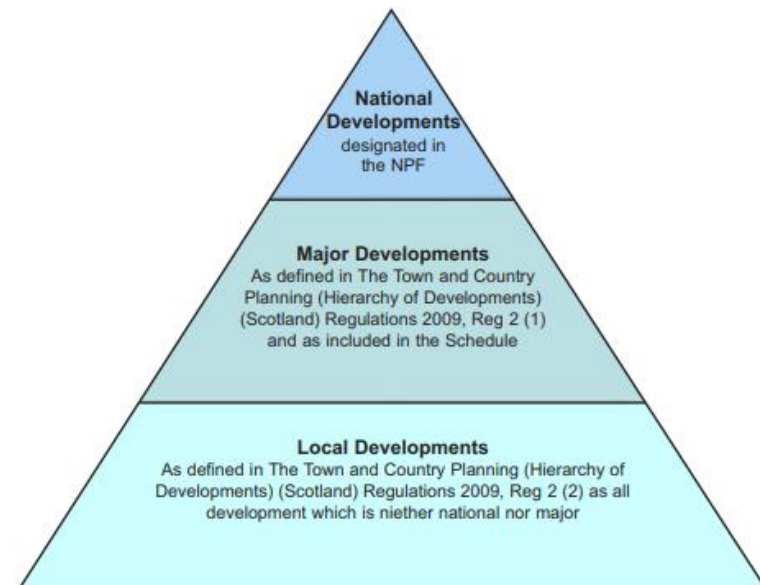 National
Developments
designated in
the NPF
Major Developments
As defined in The Town and Country
Planning (Hierarchy of Developments)
(Scotland) Regulations 2009, Reg 2 (1)
and as included in the Schedule
Local Developments
As defined in The Town and Country Planning (Hierarchy of
Developments) (Scotland) Regulations 2009, Reg 2 (2) as all
development which is niether national nor major